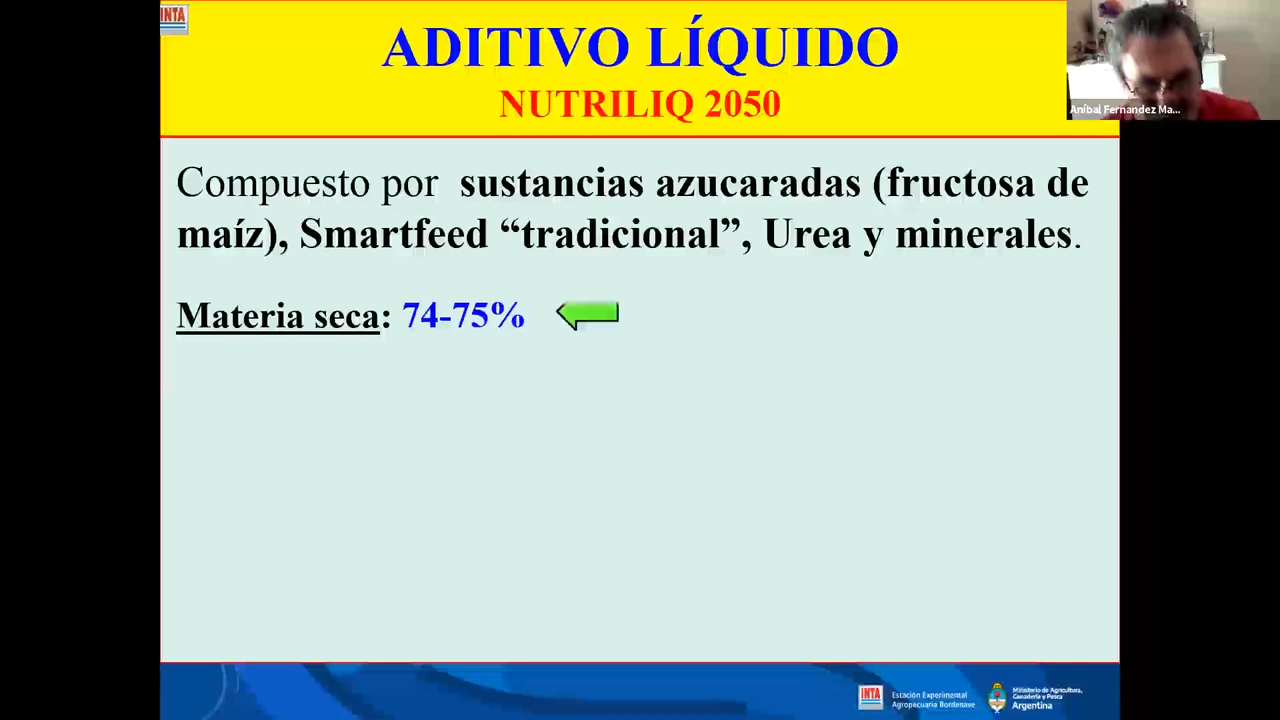 INTA
ADITIVO LÍQUIDO
NUTRILIQ 2050
Aníbal Fernandez Ma...
Compuesto por sustancias azucaradas (fructosa de
maíz), Smartfeed “tradicional”, Urea y minerales.
Materia seca: 74-75%
INTA
Estación Experimental
Agropecuaria Bordenave
Ministerio de Agricultura,
Ganadería y Pesca
Argentina